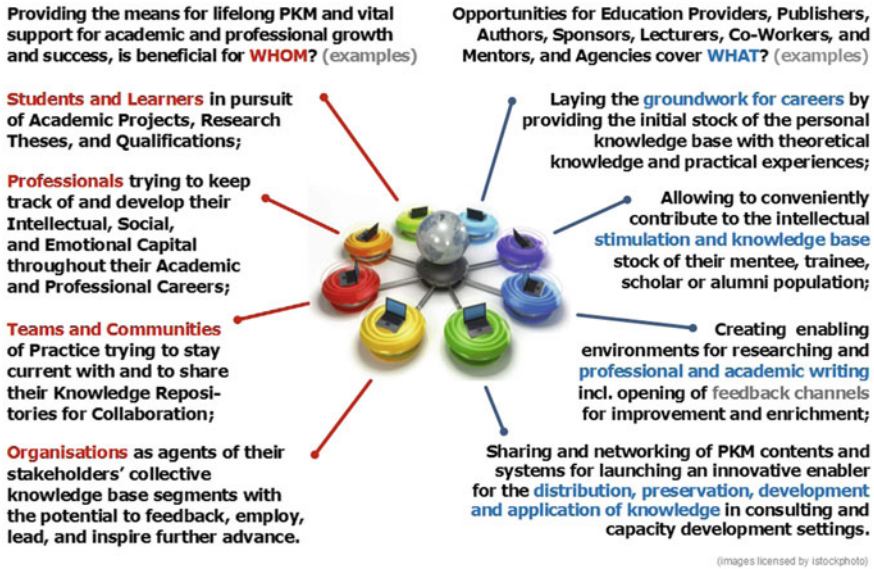 Providing the means for lifelong PKM and vital
support for academic and professional growth
and success, is beneficial for WHOM? (examples)
Students and Learners in pursuit
of Academic Projects, Research
Theses, and Qualifications;
Professionals trying to keep
track of and develop their
Intellectual, Social,
and Emotional Capital
throughout their Academic
and Professional Careers;
Teams and Communities
of Practice trying to stay
current with and to share
their Knowledge Reposi-
tories for Collaboration;
Organisations as agents of their
stakeholders’ collective
knowledge base segments with
the potential to feedback, employ,
lead, and inspire further advance.
Opportunities for Education Providers, Publishers,
Authors, Sponsors, Lecturers, Co-Workers, and
Mentors, and Agencies cover WHAT? (examples)
Laying the groundwork for careers by
providing the initial stock of the personal
knowledge base with theoretical
knowledge and practical experiences;
Allowing to conveniently
contribute to the intellectual
stimulation and knowledge base
stock of their mentee, trainee,
scholar or alumni population;
Creating enabling
environments for researching and
professional and academic writing
incl. opening of feedback channels
for improvement and enrichment;
Sharing and networking of PKM contents and
systems for launching an innovative enabler
for the distribution, preservation, development
and application of knowledge in consulting and
capacity development settings.
(images licensed by istockphoto)